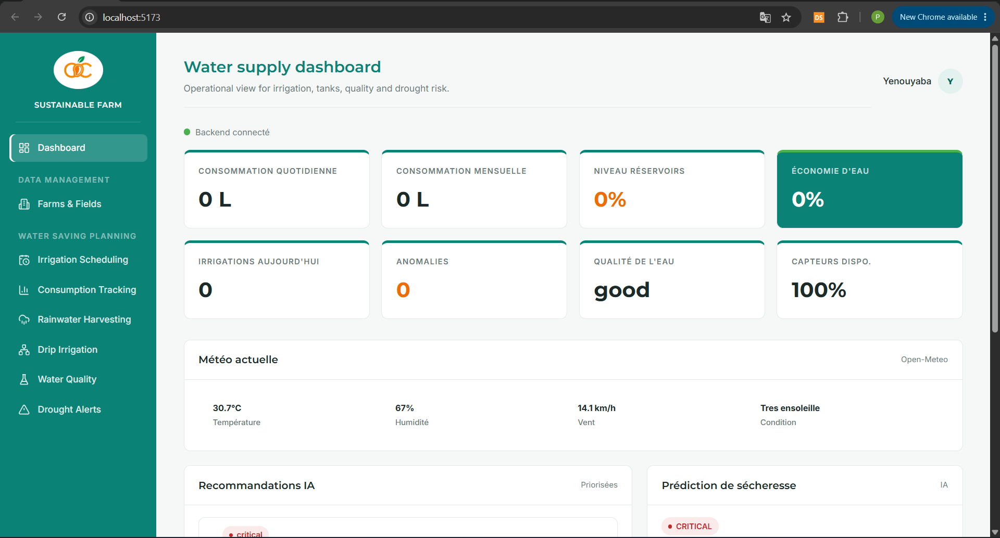 localhost:5173
DS
P
New Chrome available
SUSTAINABLE FARM
Dashboard
DATA MANAGEMENT
Farms & Fields
WATER SAVING PLANNING
Irrigation Scheduling
Consumption Tracking
Rainwater Harvesting
Drip Irrigation
Water Quality
Drought Alerts
Water supply dashboard
Operational view for irrigation, tanks, quality and drought risk.
Yenouyaba
Y
Backend connecté
CONSOMMATION QUOTIDIENNE
0 L
CONSOMMATION MENSUELLE
0 L
NIVEAU RÉSERVOIRS
0%
ÉCONOMIE D'EAU
0%
IRRIGATIONS AUJOURD'HUI
0
ANOMALIES
0
QUALITÉ DE L'EAU
good
CAPTEURS DISPO.
100%
Météo actuelle
Open-Meteo
30.7°C
Température
67%
Humidité
14.1 km/h
Vent
Tres ensoleille
Condition
Recommandations IA
Priorisées
critical
Prédiction de sécheresse
IA
CRITICAL